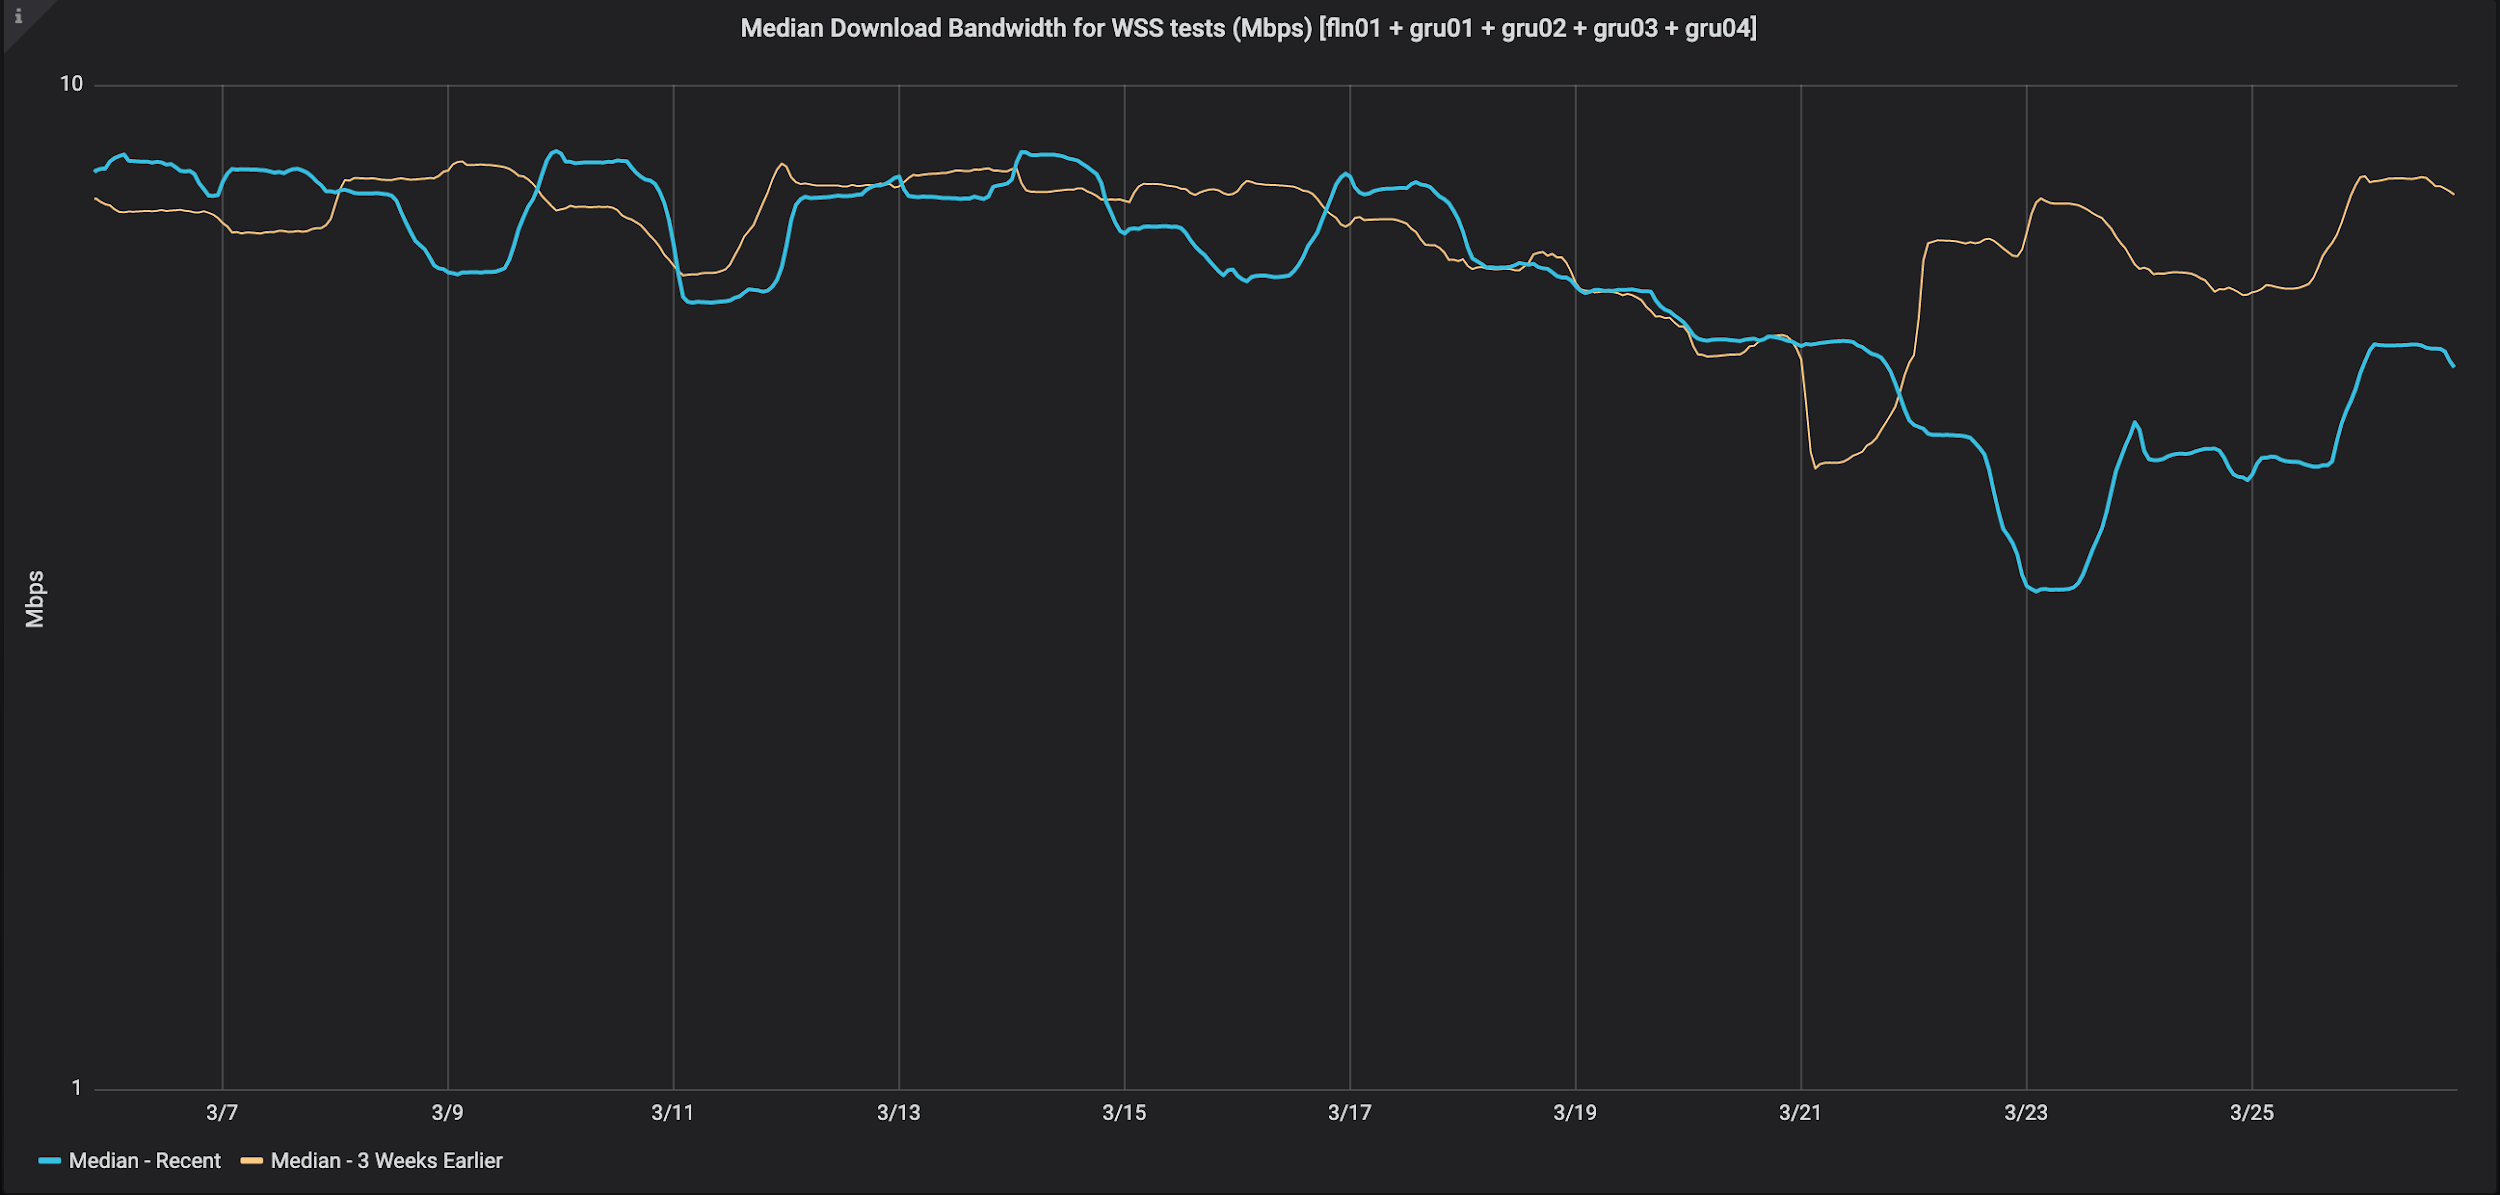 i
Median Download Bandwidth for WSS tests (Mbps) [fln01 + gru01 + gru02 + gru03 + gru04]
10
Mbps
1
3/7 3/9 3/11 3/13 3/15 3/17 3/19 3/21 3/23 3/25
Median - Recent Median - 3 Weeks Earlier